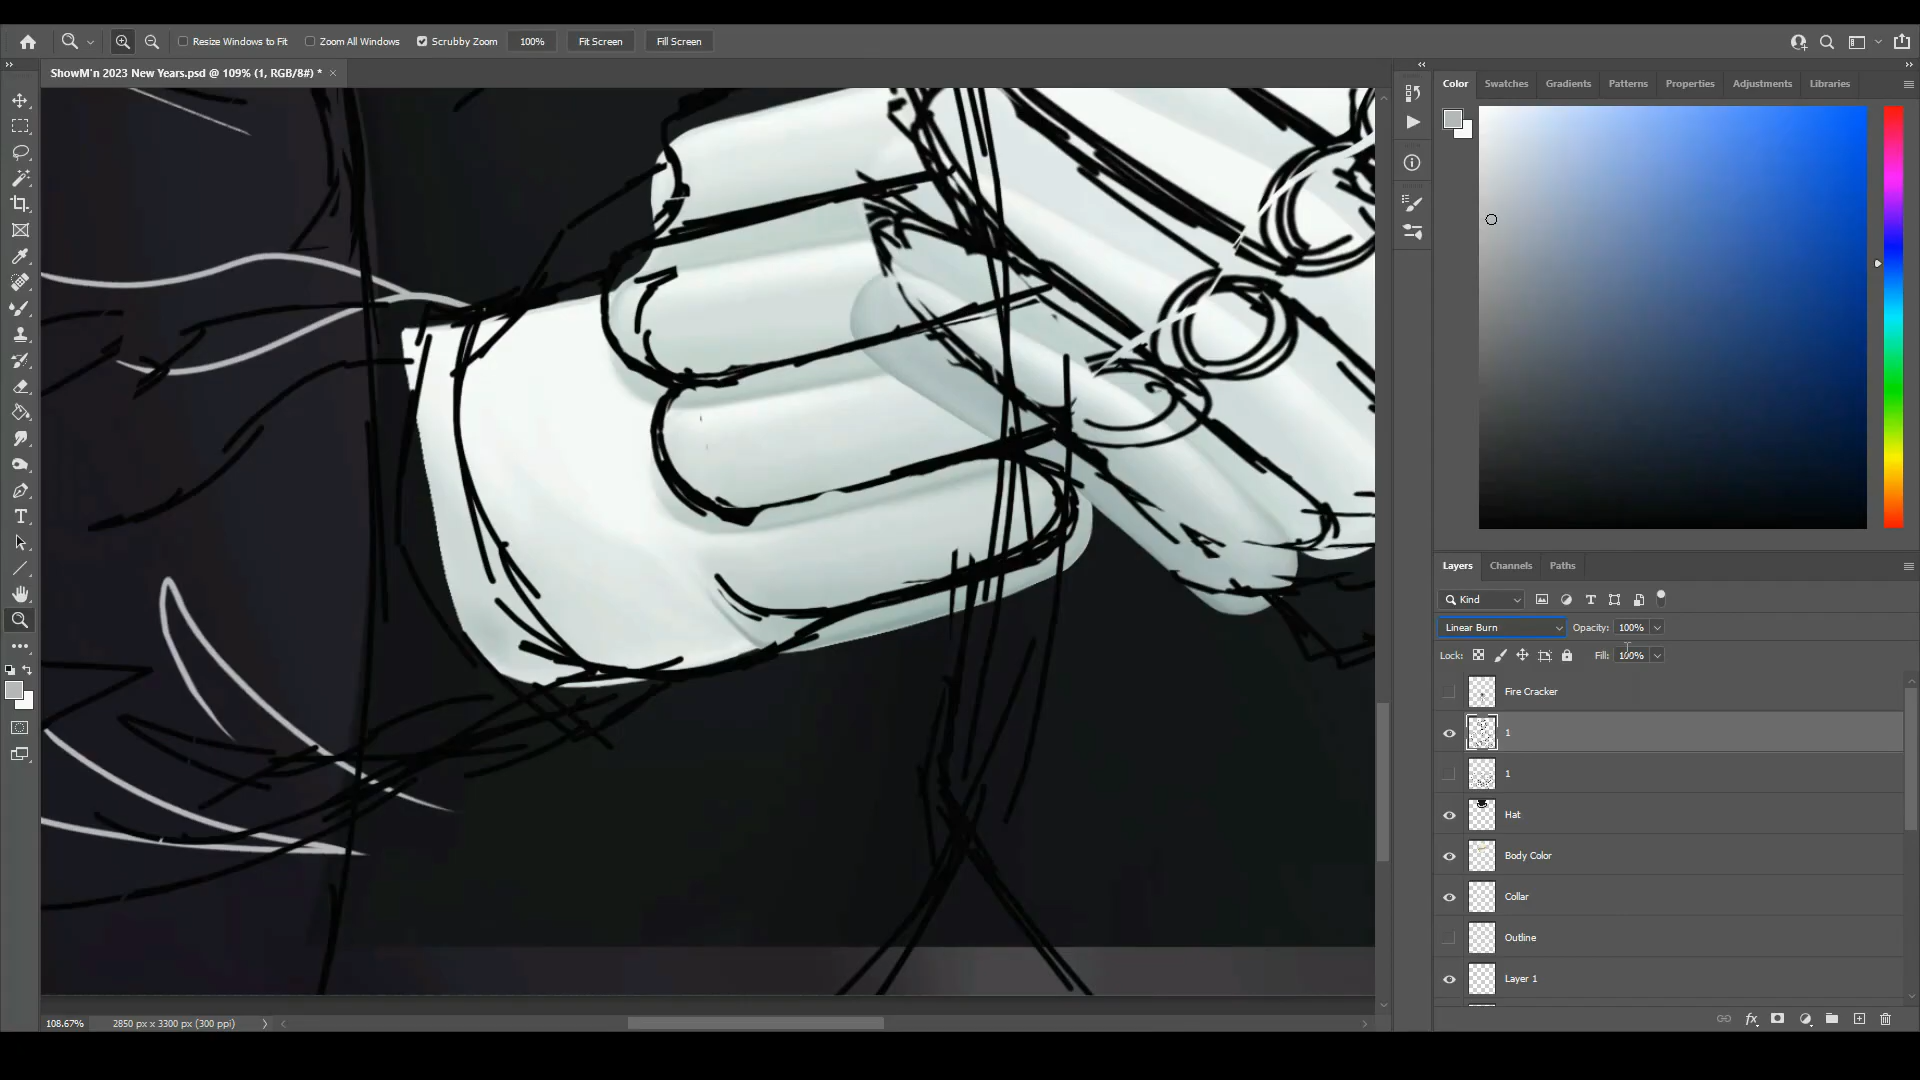 Resize Windows to Fit Zoom All Windows Scrubby Zoom 100% Fit Screen Fill Screen
ShowM'n 2023 New Years.psd @ 109% (1, RGB/8#) * ×
Color Swatches Gradients Patterns Properties Adjustments Libraries
Layers Channels Paths
Kind
Linear Burn Opacity: 100%
Lock: Fill: 100%
Fire Cracker
1
1
Hat
Body Color
Collar
Outline
Layer 1
fx
108.67% 2850 px x 3300 px (300 ppi)